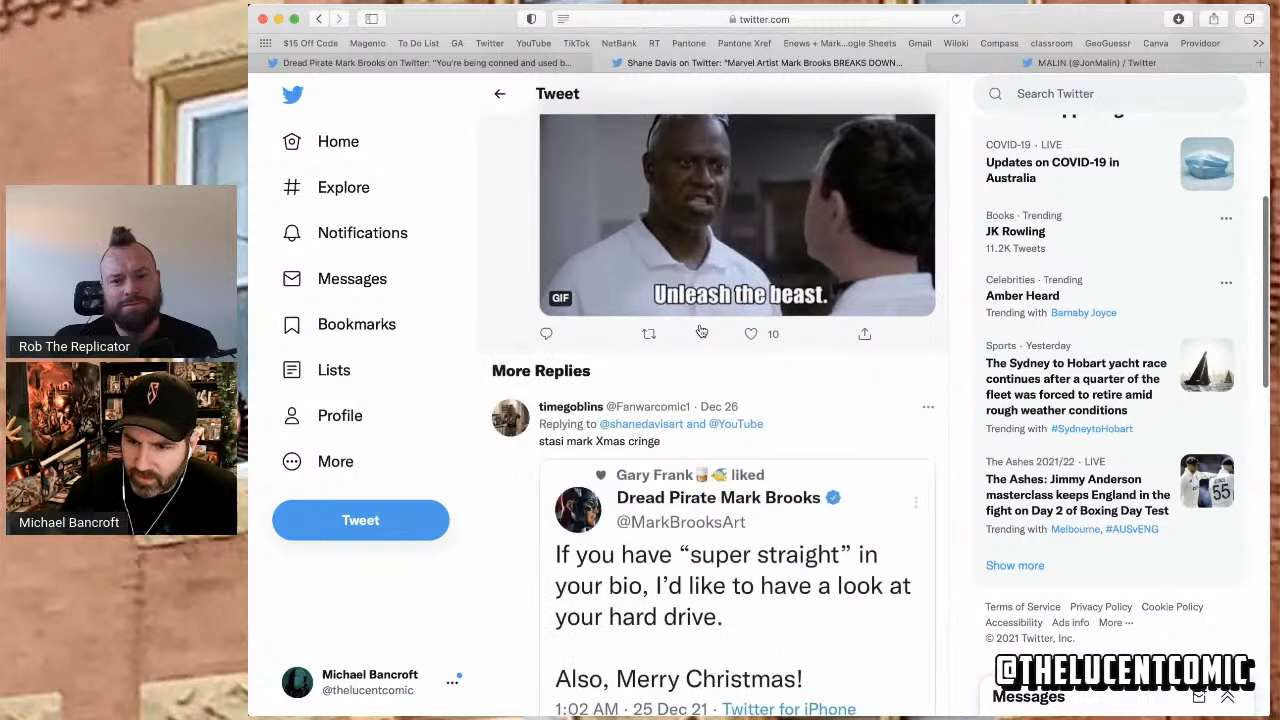 twitter.com
$15 Off Code Magento To Do List GA Twitter YouTube TikTok NetBank RT Pantone Pantone Xref Enews + Mark...ogle Sheets Gmail Wiloki Compass classroom GeoGuessr Canva Providoor
Dread Pirate Mark Brooks on Twitter: "You're being conned and used b...
Shane Davis on Twitter: "Marvel Artist Mark Brooks BREAKS DOWN...
MALIN (@JonMalin) / Twitter
Tweet
Search Twitter
Home
Explore
Notifications
Messages
Bookmarks
Lists
Profile
More
Tweet
Michael Bancroft
@thelucentcomic
Rob The Replicator
Michael Bancroft
Unleash the beast.
GIF
10
More Replies
timegoblins @Fanwarcomic1 · Dec 26
Replying to @shanedavisart and @YouTube
stasi mark Xmas cringe
Gary Frank liked
Dread Pirate Mark Brooks
@MarkBrooksArt
If you have “super straight” in
your bio, I’d like to have a look at
your hard drive.
Also, Merry Christmas!
1:02 AM · 25 Dec 21 · Twitter for iPhone
COVID-19 · LIVE
Updates on COVID-19 in
Australia
Books · Trending
JK Rowling
11.2K Tweets
Celebrities · Trending
Amber Heard
Trending with Barnaby Joyce
Sports · Yesterday
The Sydney to Hobart yacht race
continues after a quarter of the
fleet was forced to retire amid
rough weather conditions
Trending with #SydneytoHobart
The Ashes 2021/22 · LIVE
The Ashes: Jimmy Anderson
masterclass keeps England in the
fight on Day 2 of Boxing Day Test
Trending with Melbourne, #AUSvENG
55
Show more
Terms of Service Privacy Policy Cookie Policy
Accessibility Ads info More ···
© 2021 Twitter, Inc.
@THELUCENTCOMIC
Messages